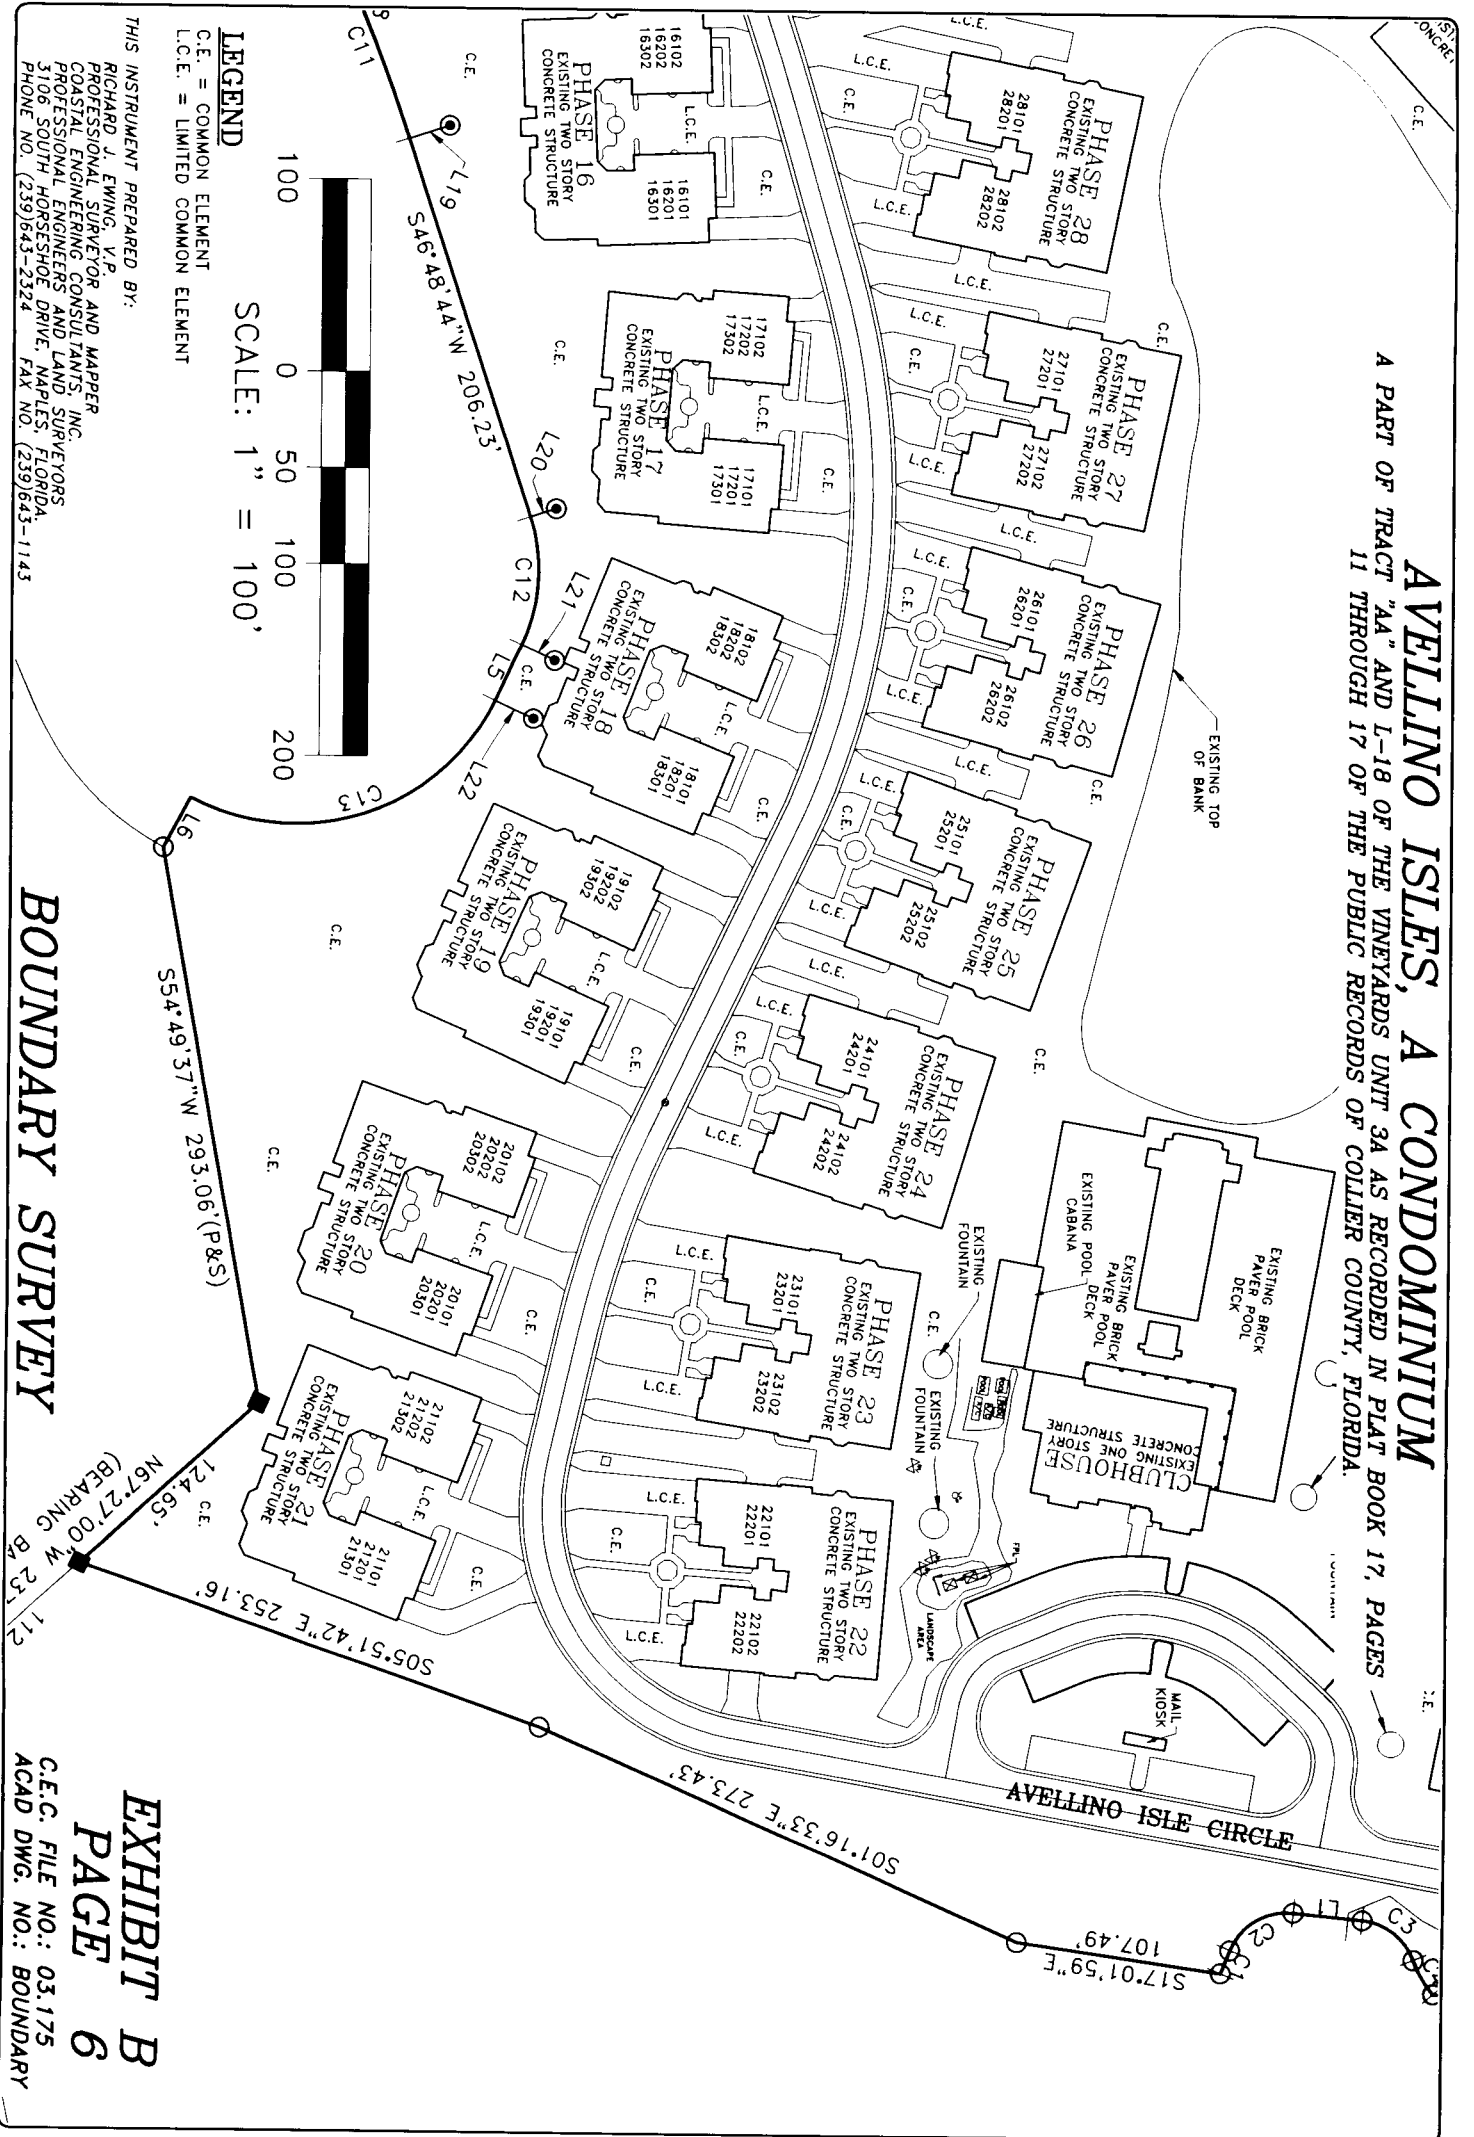 AVELLINO ISLES, A CONDOMINIUM
A PART OF TRACT "AA" AND L-18 OF THE VINEYARDS UNIT 3A AS RECORDED IN PLAT BOOK 17, PAGES
11 THROUGH 17 OF THE PUBLIC RECORDS OF COLLIER COUNTY, FLORIDA.
C.E.
EXISTING TOP
OF BANK
EXISTING BRICK
PAVER POOL
DECK
EXISTING BRICK
PAVER POOL
DECK
EXISTING POOL
CABANA
CLUBHOUSE
EXISTING ONE STORY
CONCRETE STRUCTURE
EXISTING
FOUNTAIN
EXISTING
FOUNTAIN
FPL
LANDSCAPE
AREA
MAIL
KIOSK
AVELLINO ISLE CIRCLE
PHASE 28
EXISTING TWO STORY
CONCRETE STRUCTURE
28101
28201
28102
28202
L.C.E.
L.C.E.
C.E.
L.C.E.
L.C.E.
C.E.
PHASE 27
EXISTING TWO STORY
CONCRETE STRUCTURE
27101
27201
27102
27202
L.C.E.
C.E.
L.C.E.
L.C.E.
PHASE 26
EXISTING TWO STORY
CONCRETE STRUCTURE
26101
26201
26102
26202
L.C.E.
C.E.
L.C.E.
L.C.E.
C.E.
PHASE 25
EXISTING TWO STORY
CONCRETE STRUCTURE
25101
25201
25102
25202
L.C.E.
C.E.
L.C.E.
L.C.E.
C.E.
PHASE 24
EXISTING TWO STORY
CONCRETE STRUCTURE
24101
24201
24102
24202
L.C.E.
C.E.
L.C.E.
PHASE 23
EXISTING TWO STORY
CONCRETE STRUCTURE
23101
23201
23102
23202
L.C.E.
C.E.
L.C.E.
C.E.
PHASE 22
EXISTING TWO STORY
CONCRETE STRUCTURE
22101
22201
22102
22202
L.C.E.
C.E.
L.C.E.
C.E.
PHASE 16
EXISTING TWO STORY
CONCRETE STRUCTURE
16102
16202
16302
16101
16201
16301
L.C.E.
C.E.
C.E.
PHASE 17
EXISTING TWO STORY
CONCRETE STRUCTURE
17102
17202
17302
17101
17201
17301
L.C.E.
C.E.
C.E.
PHASE 18
EXISTING TWO STORY
CONCRETE STRUCTURE
18102
18202
18302
18101
18201
18301
L.C.E.
C.E.
C.E.
PHASE 19
EXISTING TWO STORY
CONCRETE STRUCTURE
19102
19202
19302
19101
19201
19301
L.C.E.
C.E.
C.E.
PHASE 20
EXISTING TWO STORY
CONCRETE STRUCTURE
20102
20202
20302
20101
20201
20301
L.C.E.
C.E.
C.E.
PHASE 21
EXISTING TWO STORY
CONCRETE STRUCTURE
21102
21202
21302
21101
21201
21301
L.C.E.
C.E.
C.E.
C11
L19
S46°48'44"W 206.23'
L20
C12
L21
L5
L22
C13
L6
S54°49'37"W 293.06'(P&S)
124.65'
N67°27'00"W 23
(BEARING BA
112
S05°51'42"E 253.16'
S01°16'33"E 273.43'
S17°01'59"E
107.49'
C1
C2
L1
C3
LEGEND
C.E. = COMMON ELEMENT
L.C.E. = LIMITED COMMON ELEMENT
100 0 50 100 200
SCALE: 1" = 100'
THIS INSTRUMENT PREPARED BY:
RICHARD J. EWING, V.P.
PROFESSIONAL SURVEYOR AND MAPPER
COASTAL ENGINEERING CONSULTANTS, INC.
PROFESSIONAL ENGINEERS AND LAND SURVEYORS
3106 SOUTH HORSESHOE DRIVE, NAPLES, FLORIDA.
PHONE NO. (239)643-2324 FAX NO. (239)643-1143
BOUNDARY SURVEY
EXHIBIT B
PAGE 6
C.E.C. FILE NO.: 03.175
ACAD DWG. NO.: BOUNDARY